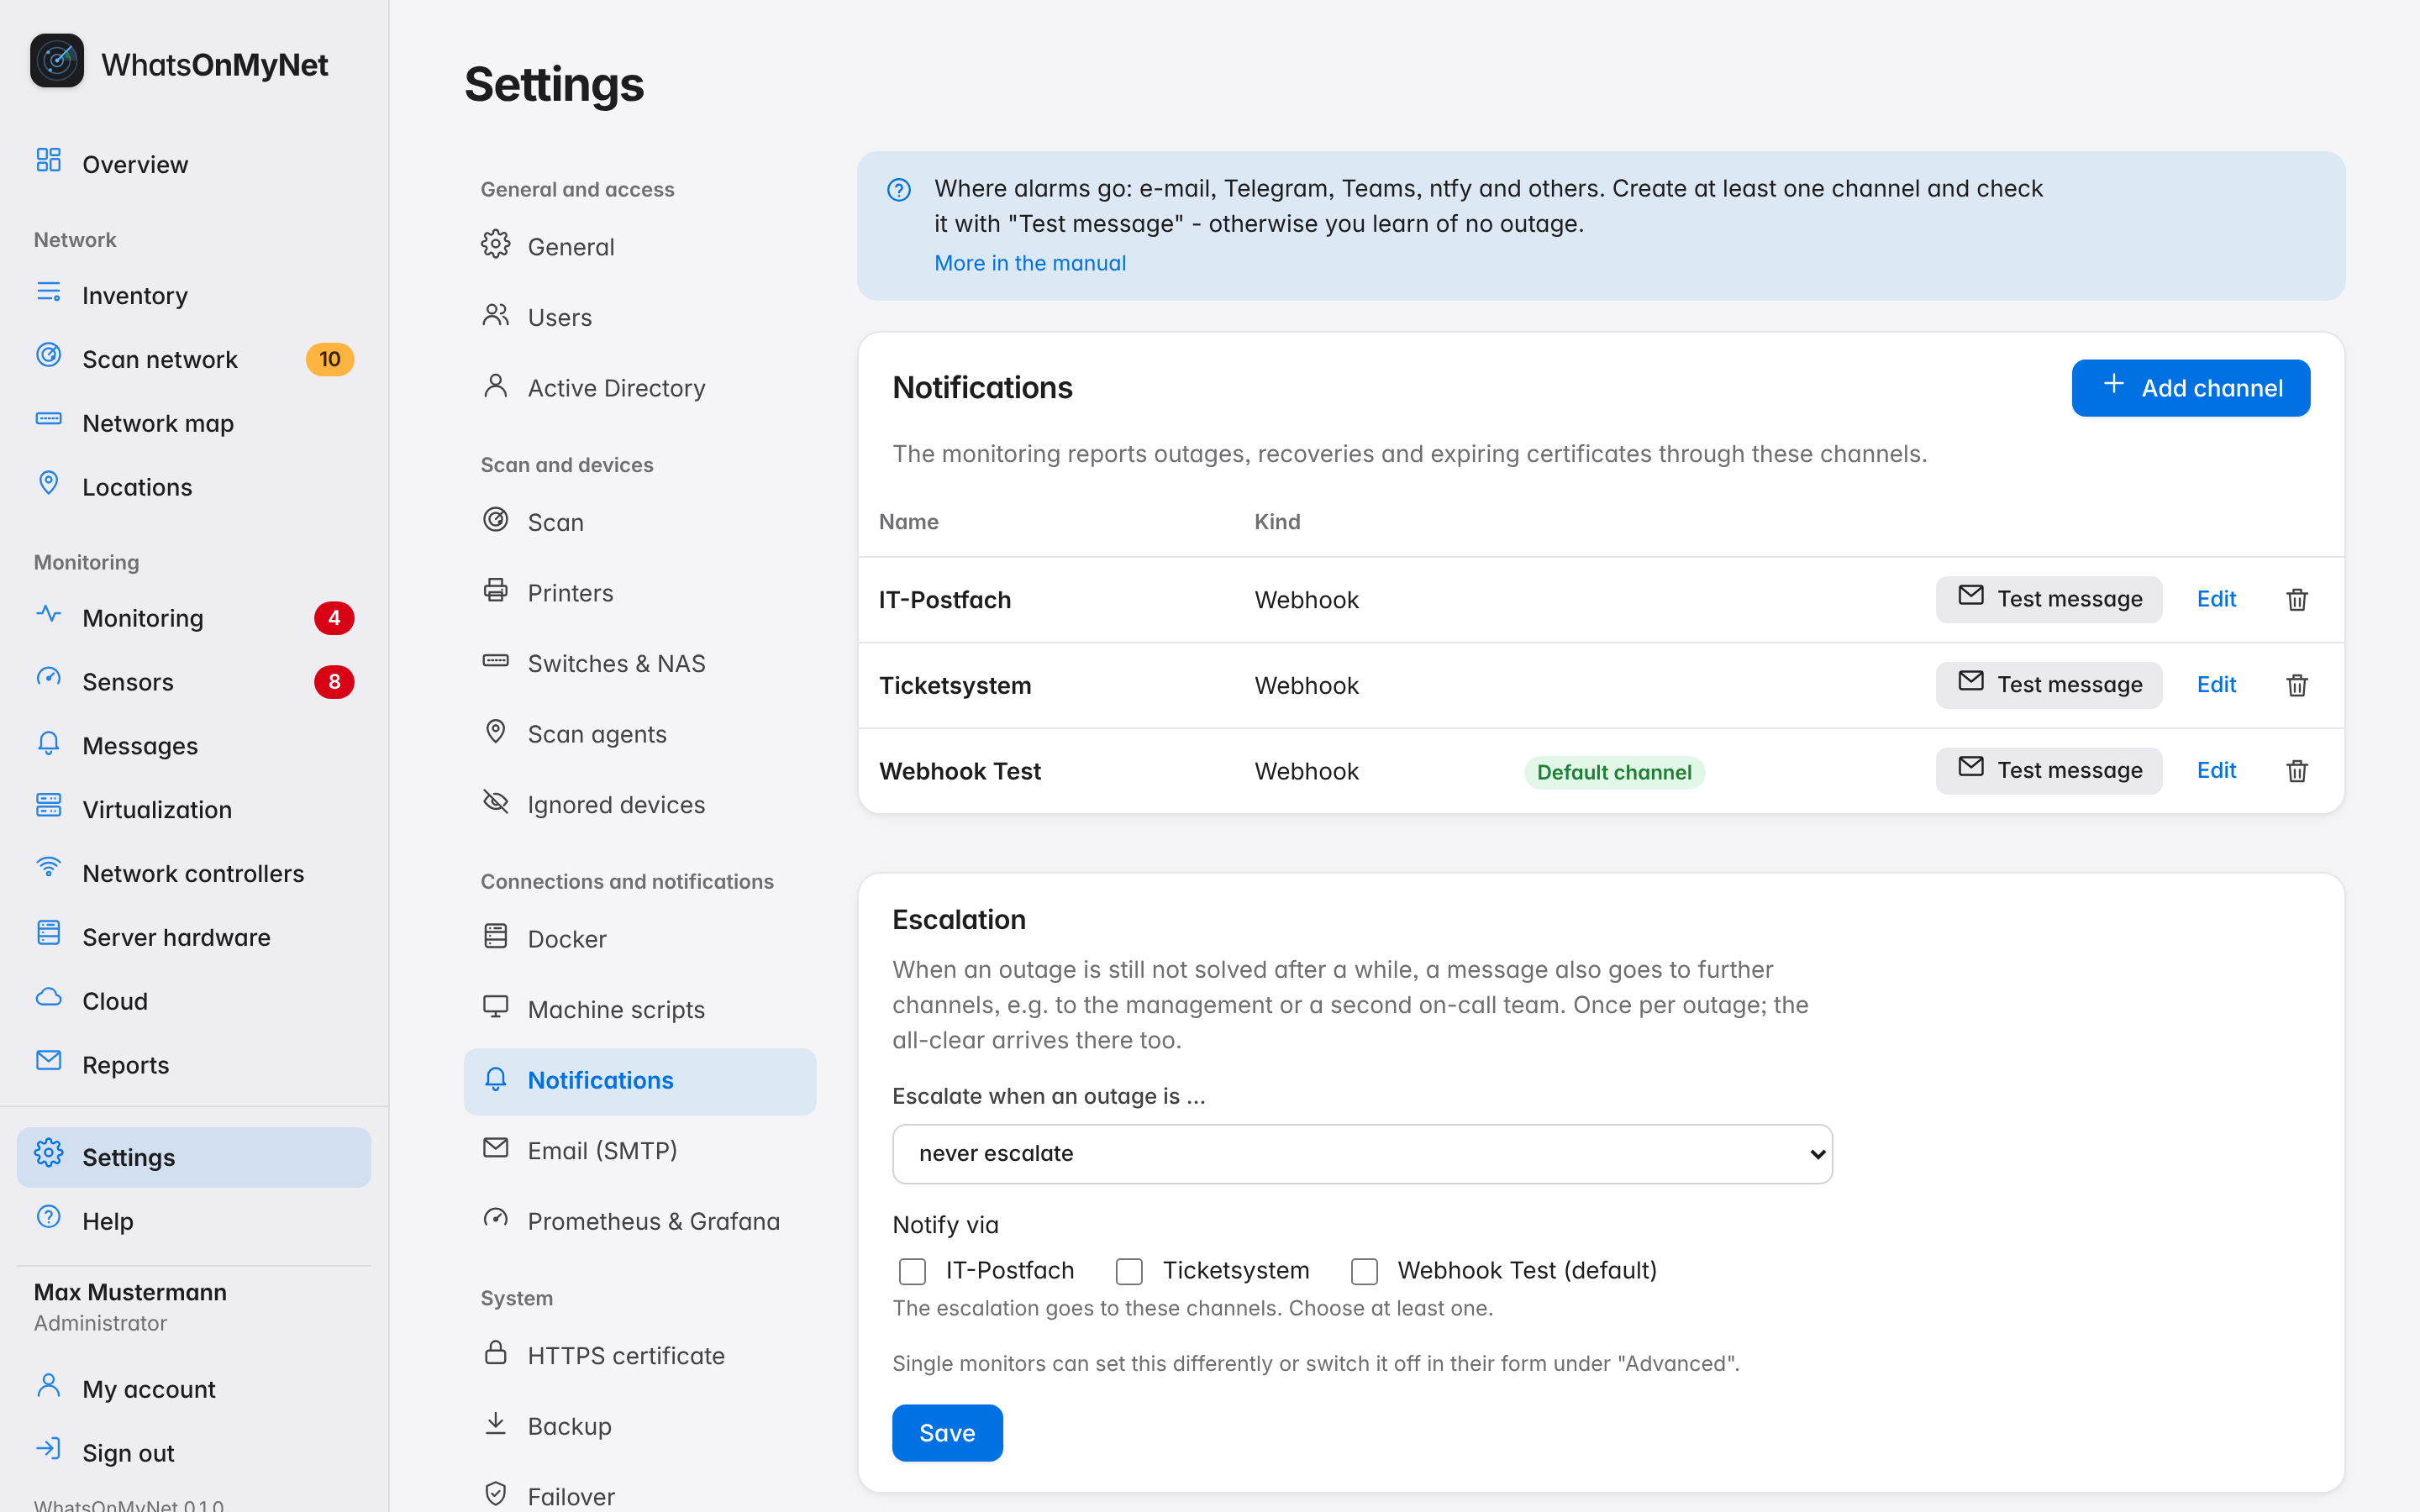 WhatsOnMyNet
Overview
Network
Inventory
Scan network 10
Network map
Locations
Monitoring
Monitoring 4
Sensors 8
Messages
Virtualization
Network controllers
Server hardware
Cloud
Reports
Settings
Help
Max Mustermann
Administrator
My account
Sign out
WhatsOnMyNet 0.1.0
Settings
General and access
General
Users
Active Directory
Scan and devices
Scan
Printers
Switches & NAS
Scan agents
Ignored devices
Connections and notifications
Docker
Machine scripts
Notifications
Email (SMTP)
Prometheus & Grafana
System
HTTPS certificate
Backup
Failover
Where alarms go: e-mail, Telegram, Teams, ntfy and others. Create at least one channel and check
it with "Test message" - otherwise you learn of no outage.
More in the manual
Notifications
Add channel
The monitoring reports outages, recoveries and expiring certificates through these channels.
Name Kind
IT-Postfach Webhook Test message Edit
Ticketsystem Webhook Test message Edit
Webhook Test Webhook Default channel Test message Edit
Escalation
When an outage is still not solved after a while, a message also goes to further
channels, e.g. to the management or a second on-call team. Once per outage; the
all-clear arrives there too.
Escalate when an outage is ...
never escalate
Notify via
IT-Postfach Ticketsystem Webhook Test (default)
The escalation goes to these channels. Choose at least one.
Single monitors can set this differently or switch it off in their form under "Advanced".
Save